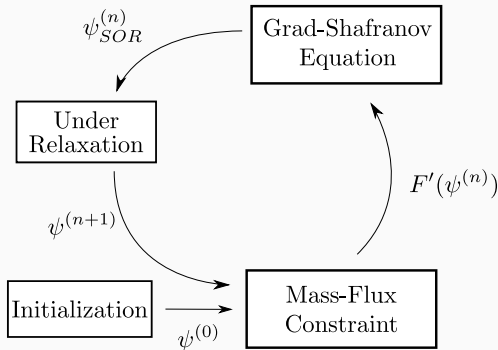 ψ_{SOR}^{(n)}
Grad-Shafranov
Equation
Under
Relaxation
F'(ψ^{(n)})
ψ^{(n+1)}
Initialization
ψ^{(0)}
Mass-Flux
Constraint